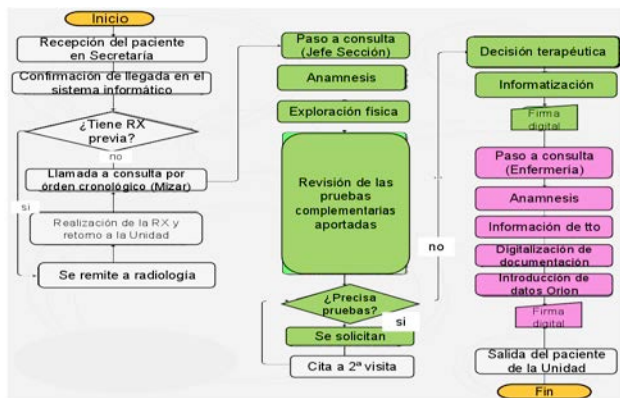 Inicio
Recepción del paciente
en Secretaría
Confirmación de llegada en el
sistema informático
¿Tiene RX
previa?
no
Llamada a consulta por
órden cronológico (Mizar)
si
Realización de la RX y
retorno a la Unidad
Se remite a radiología
Paso a consulta
(Jefe Sección)
Anamnesis
Exploración física
Revisión de las
pruebas
complementarias
aportadas
no
¿Precisa
pruebas?
si
Se solicitan
Cita a 2ª visita
Decisión terapéutica
Informatización
Firma
digital
Paso a consulta
(Enfermería)
Anamnesis
Información de tto
Digitalización de
documentación
Introducción de
datos Orion
Firma
digital
Salida del paciente
de la Unidad
Fin